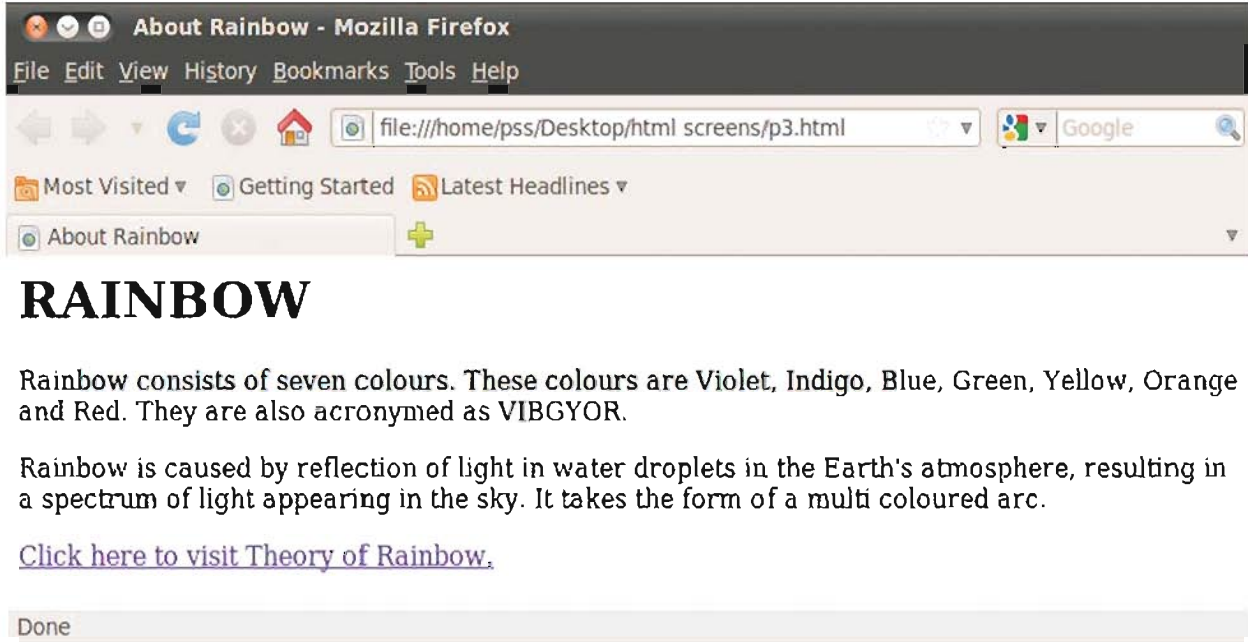 About Rainbow - Mozilla Firefox
File Edit View History Bookmarks Tools Help
file:///home/pss/Desktop/html screens/p3.html Google
Most Visited Getting Started Latest Headlines
About Rainbow
RAINBOW
Rainbow consists of seven colours. These colours are Violet, Indigo, Blue, Green, Yellow, Orange
and Red. They are also acronymed as VIBGYOR.
Rainbow is caused by reflection of light in water droplets in the Earth's atmosphere, resulting in
a spectrum of light appearing in the sky. It takes the form of a multi coloured arc.
Click here to visit Theory of Rainbow.
Done